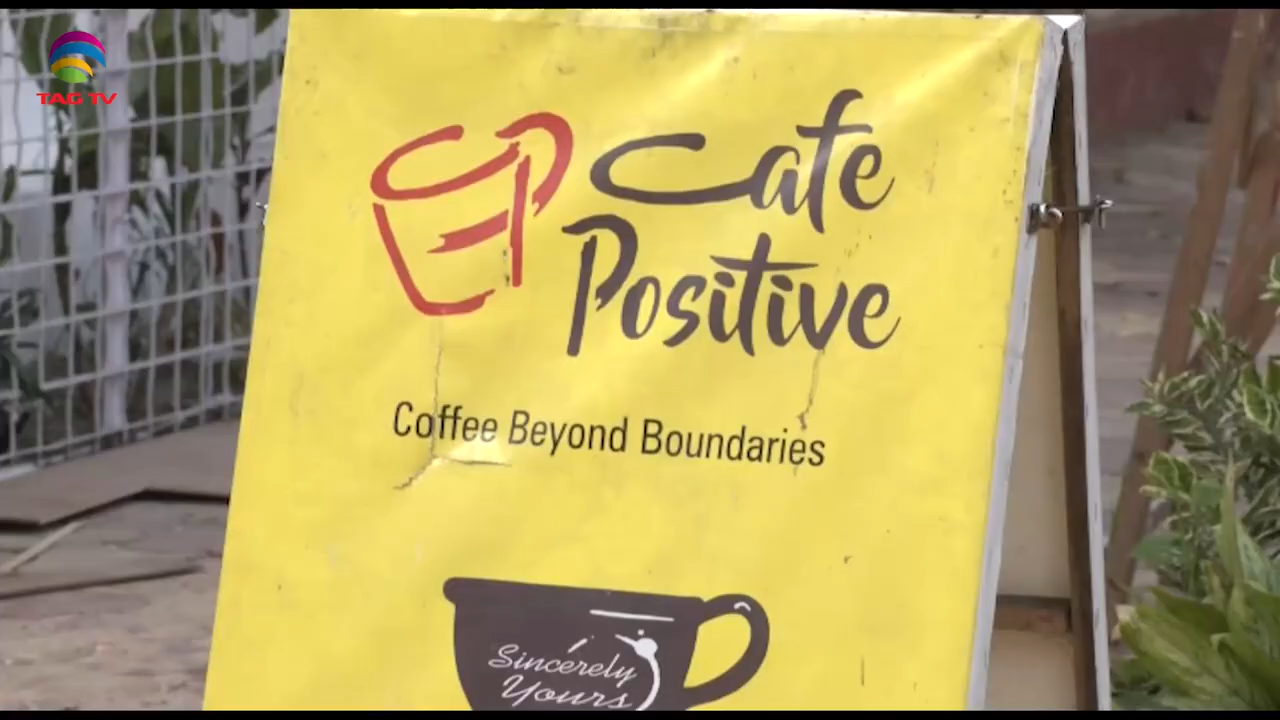 TAG TV
Cafe
Positive
Coffee Beyond Boundaries
Sincerely
Yours